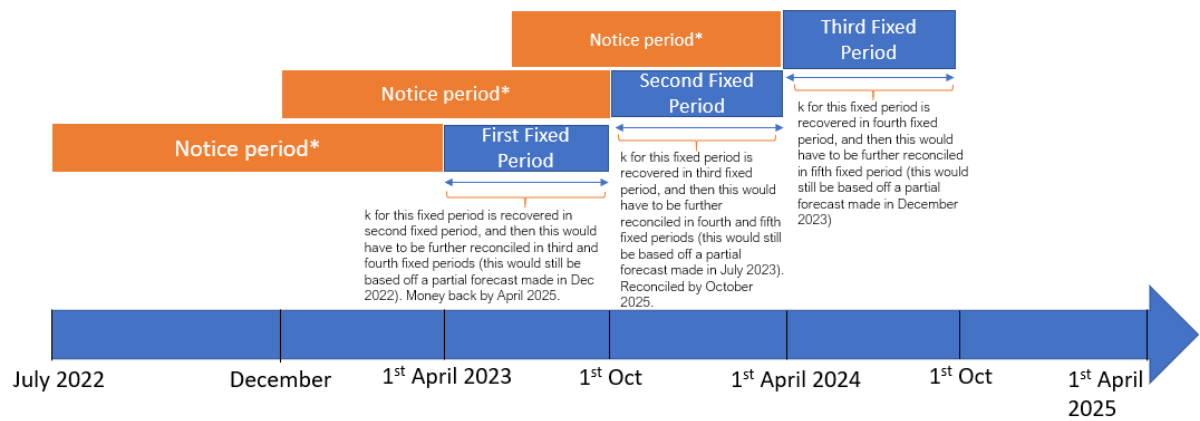 Notice period*
Third Fixed
Period
Notice period*
Second Fixed
Period
Notice period*
First Fixed
Period
k for this fixed period is recovered in
second fixed period, and then this would
have to be further reconciled in third and
fourth fixed periods (this would still be
based off a partial forecast made in Dec
2022). Money back by April 2025.
k for this fixed period is
recovered in third fixed
period, and then this would
have to be further
reconciled in fourth and fifth
fixed periods (this would still
be based off a partial
forecast made in July 2023).
Reconciled by October
2025.
k for this fixed period is
recovered in fourth fixed
period, and then this would
have to be further reconciled
in fifth fixed period (this would
still be based off a partial
forecast made in December
2023)
July 2022
December
1st April 2023
1st Oct
1st April 2024
1st Oct
1st April
2025